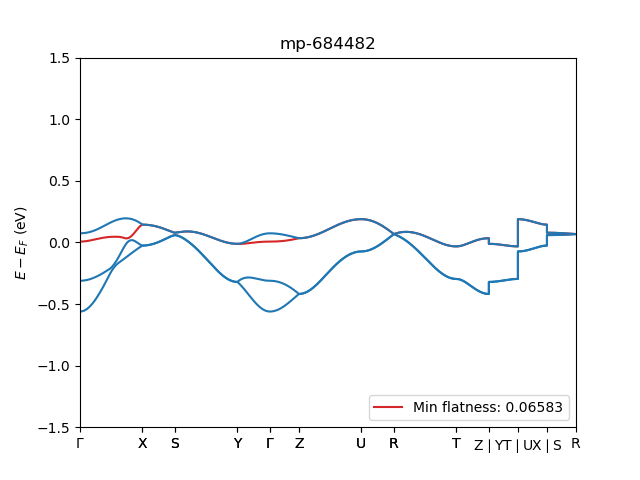 mp-684482
E − E_F (eV)
1.5
1.0
0.5
0.0
−0.5
−1.0
−1.5
Min flatness: 0.06583
Γ X S Y Γ Z U R T Z | YT | UX | S R